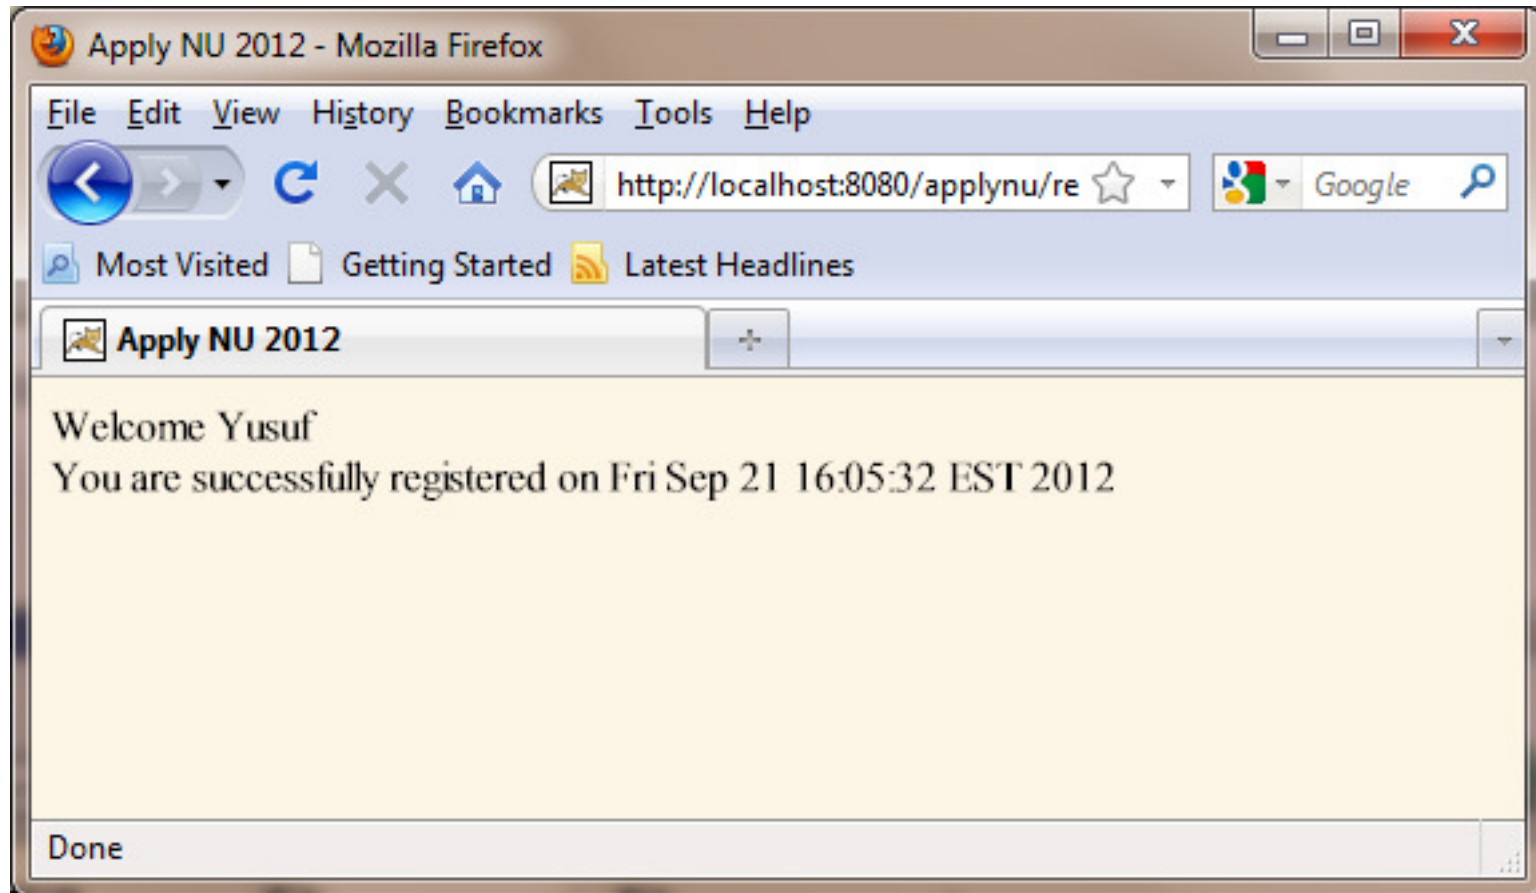 Apply NU 2012 - Mozilla Firefox
File Edit View History Bookmarks Tools Help
http://localhost:8080/applynu/re Google
Most Visited Getting Started Latest Headlines
Apply NU 2012
Welcome Yusuf
You are successfully registered on Fri Sep 21 16:05:32 EST 2012
Done